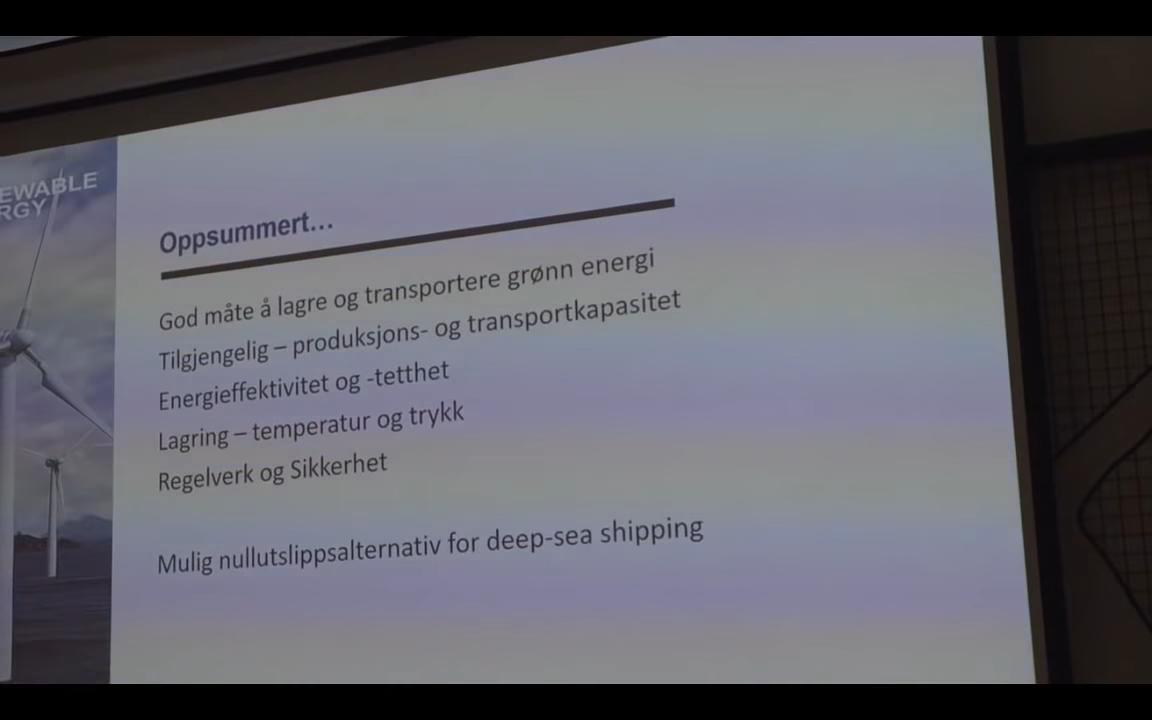 EWABLE
RGY
Oppsummert...
God måte å lagre og transportere grønn energi
Tilgjengelig – produksjons- og transportkapasitet
Energieffektivitet og -tetthet
Lagring – temperatur og trykk
Regelverk og Sikkerhet
Mulig nullutslippsalternativ for deep-sea shipping